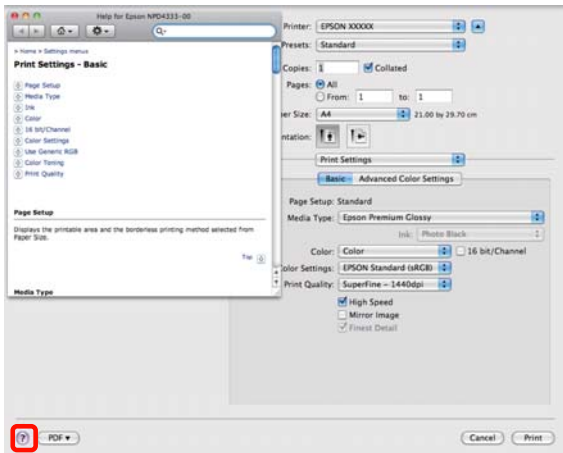 Help for Epson NPD4333-00
> Home > Settings menus
Print Settings - Basic
Page Setup
Media Type
Ink
Color
16 bit/Channel
Color Settings
Use Generic RGB
Color Toning
Print Quality
Page Setup
Displays the printable area and the borderless printing method selected from
Paper Size.
Top
Media Type
Printer: EPSON XXXXX
Presets: Standard
Copies: 1 Collated
Pages: All
From: 1 to: 1
er Size: A4 21.00 by 29.70 cm
ntation:
Print Settings
Basic Advanced Color Settings
Page Setup: Standard
Media Type: Epson Premium Glossy
Ink: Photo Black
Color: Color 16 bit/Channel
olor Settings: EPSON Standard (sRGB)
Print Quality: SuperFine - 1440dpi
High Speed
Mirror Image
Finest Detail
? PDF Cancel Print